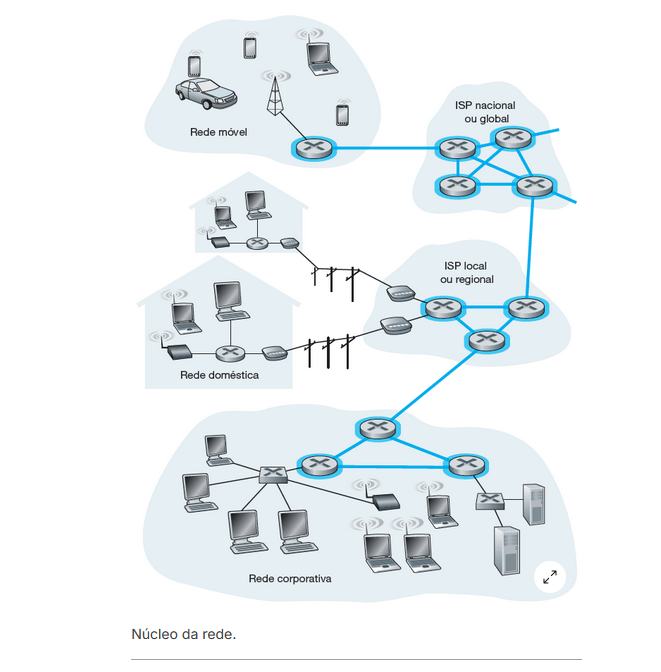 Rede móvel
ISP nacional
ou global
ISP local
ou regional
Rede doméstica
Rede corporativa
Núcleo da rede.